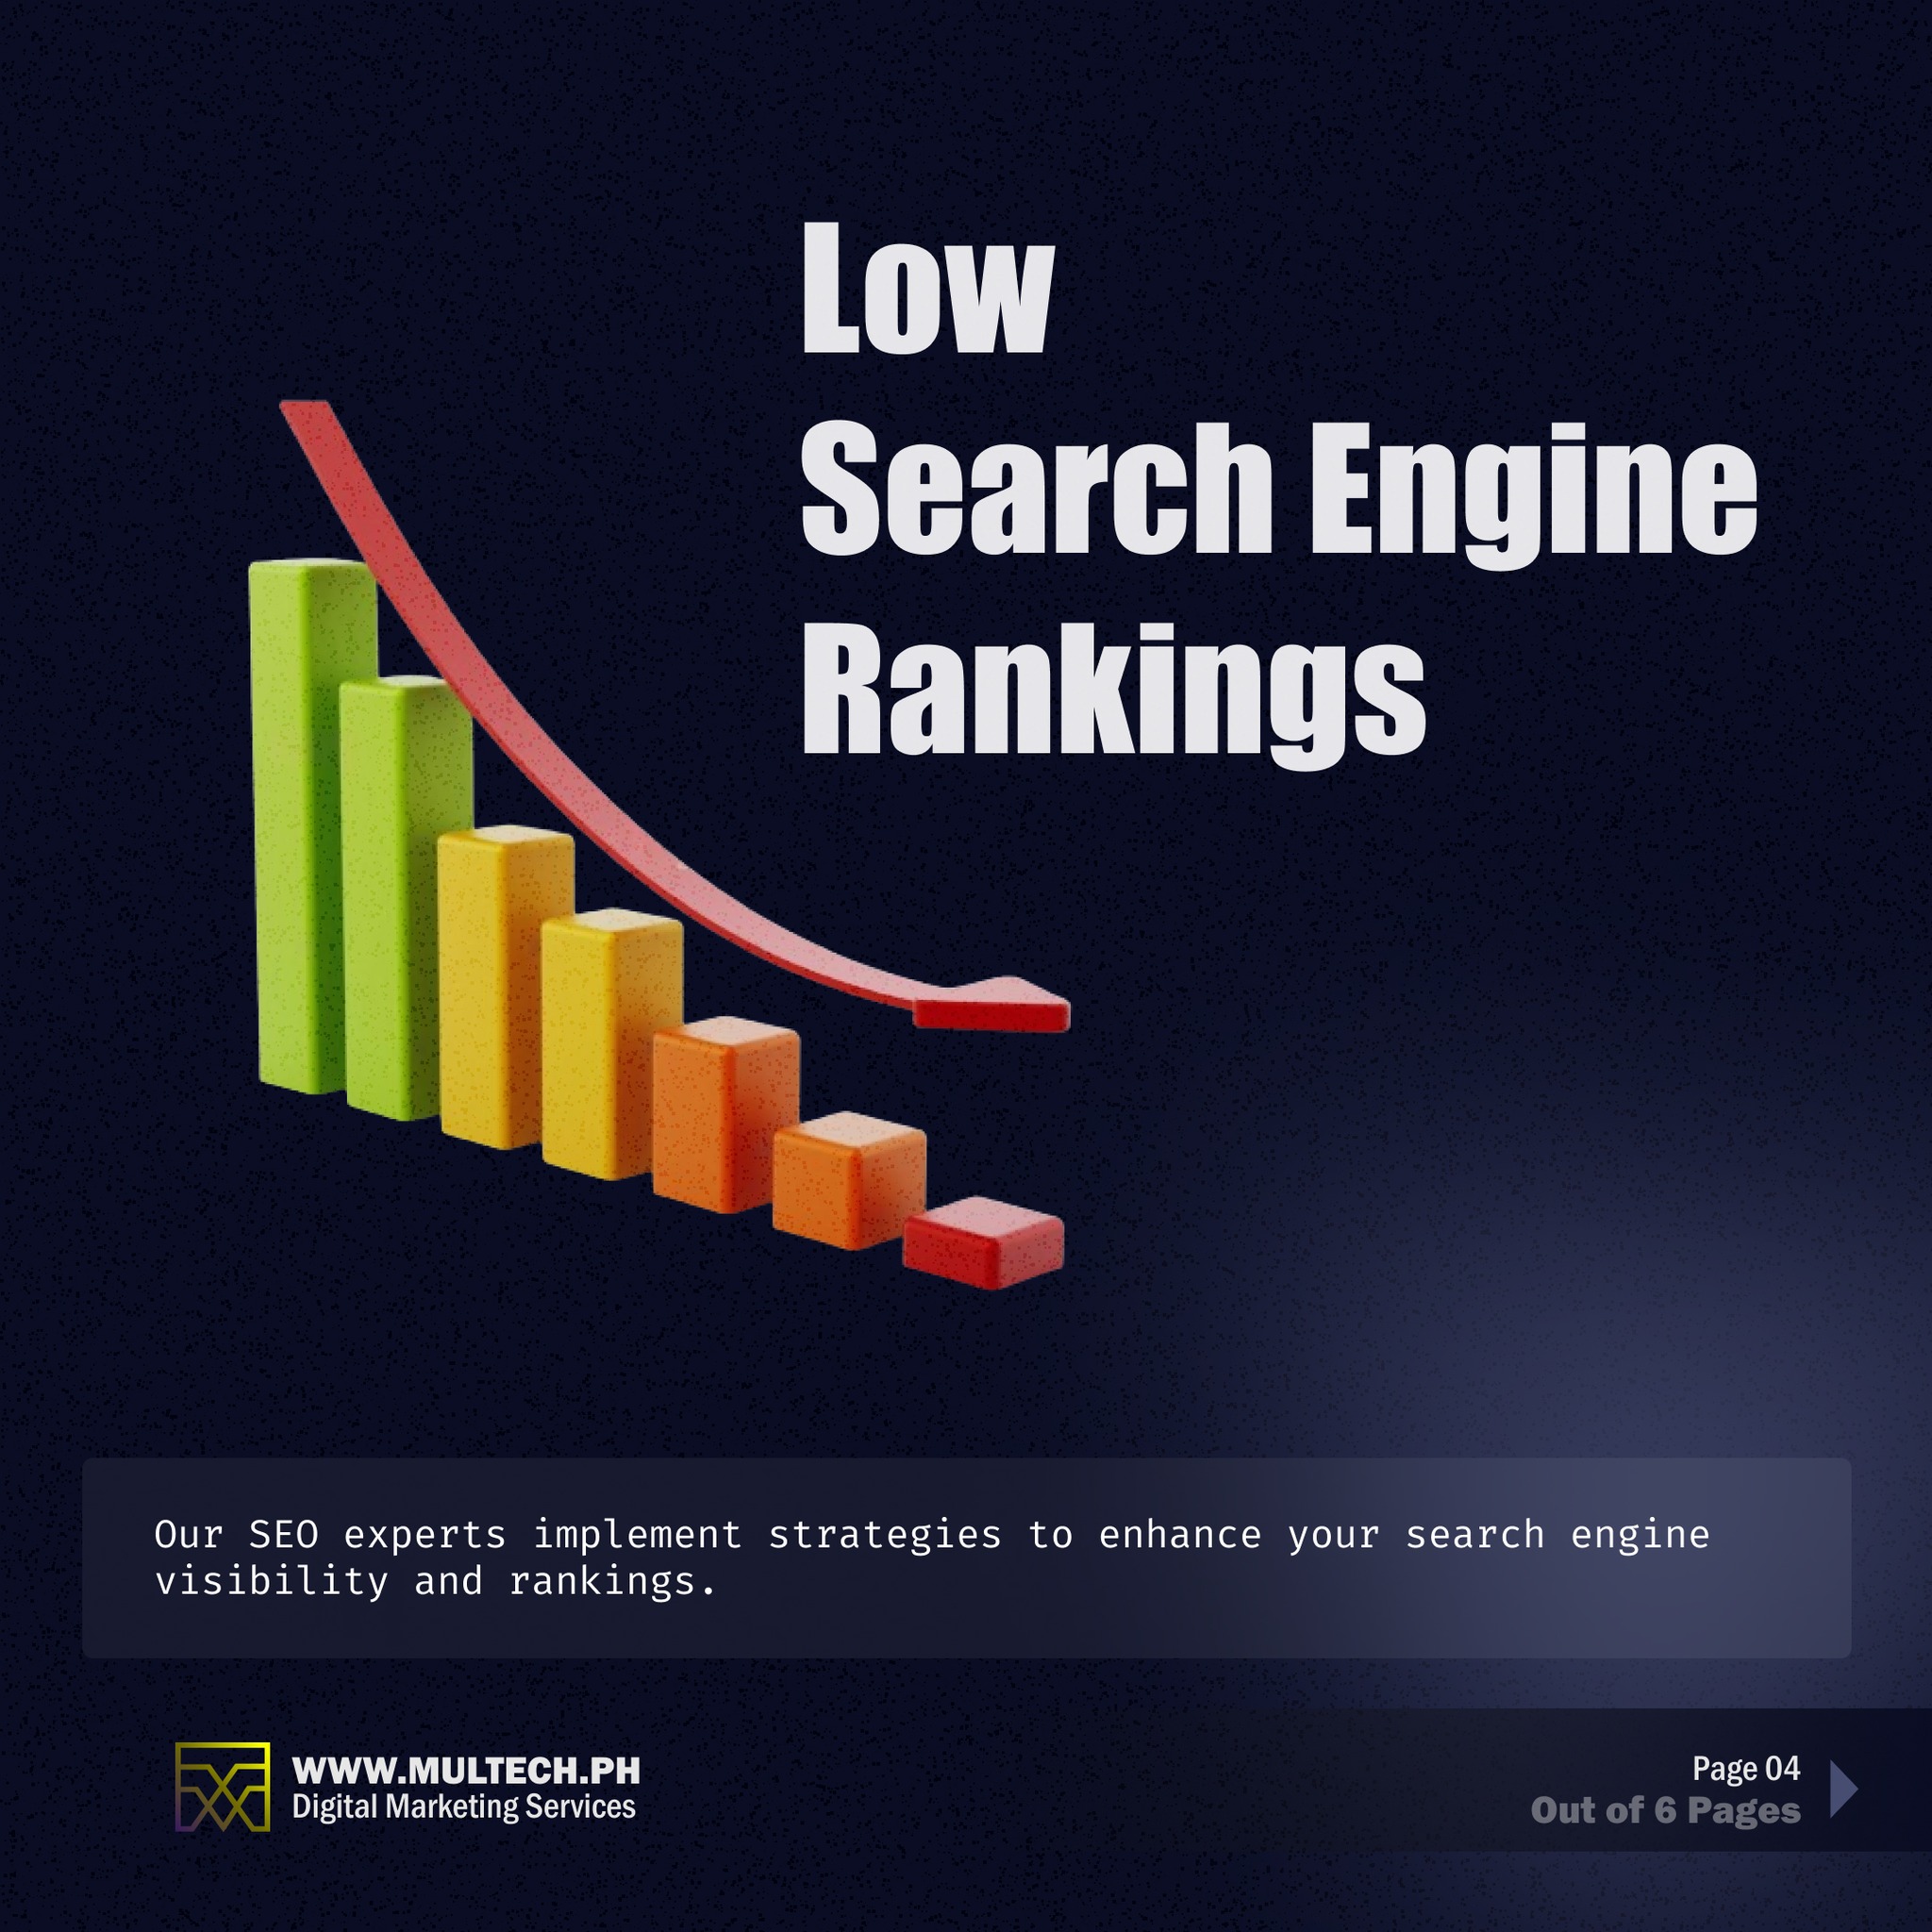 Low
Search Engine
Rankings
Our SEO experts implement strategies to enhance your search engine
visibility and rankings.
WWW.MULTECH.PH
Digital Marketing Services
Page 04
Out of 6 Pages